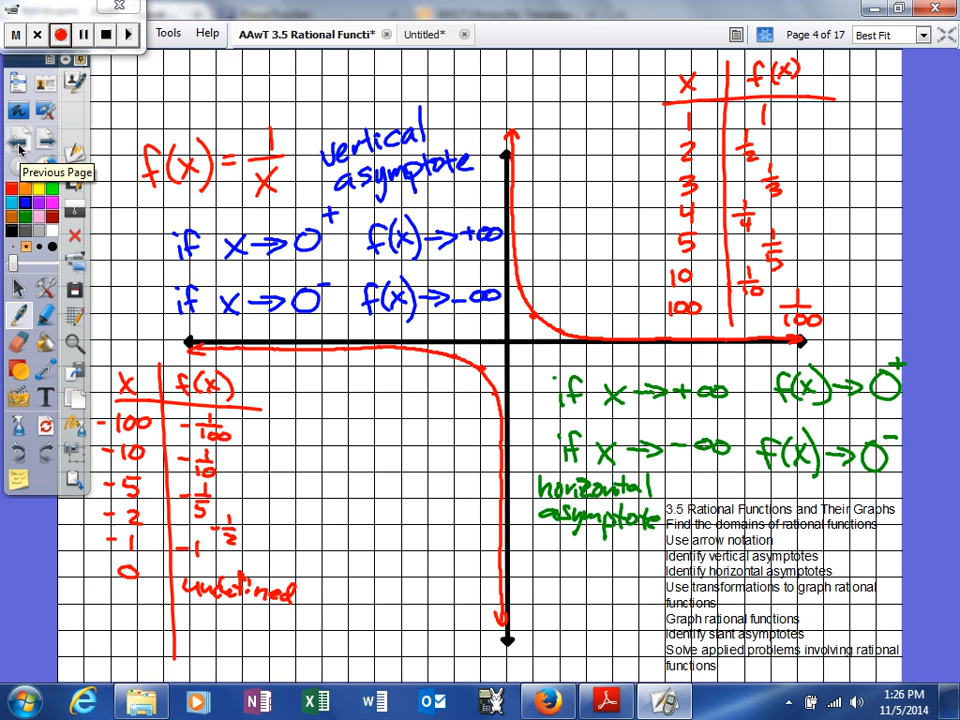 M
Tools Help AAwT 3.5 Rational Functi* Untitled* Page 4 of 17 Best Fit
Previous Page
f(x) = 1/x
vertical
asymptote
if x → 0⁺ f(x) → +∞
if x → 0⁻ f(x) → -∞
x f(x)
1 1
2 1/2
3 1/3
4 1/4
5 1/5
10 1/10
100 1/100
x f(x)
-100 -1/100
-10 -1/10
-5 -1/5
-2 -1/2
-1 -1
0 undefined
if x → +∞ f(x) → 0⁺
if x → -∞ f(x) → 0⁻
horizontal
asymptote
3.5 Rational Functions and Their Graphs
Find the domains of rational functions
Use arrow notation
Identify vertical asymptotes
Identify horizontal asymptotes
Use transformations to graph rational
functions
Graph rational functions
Identify slant asymptotes
Solve applied problems involving rational
functions
1:26 PM
11/5/2014